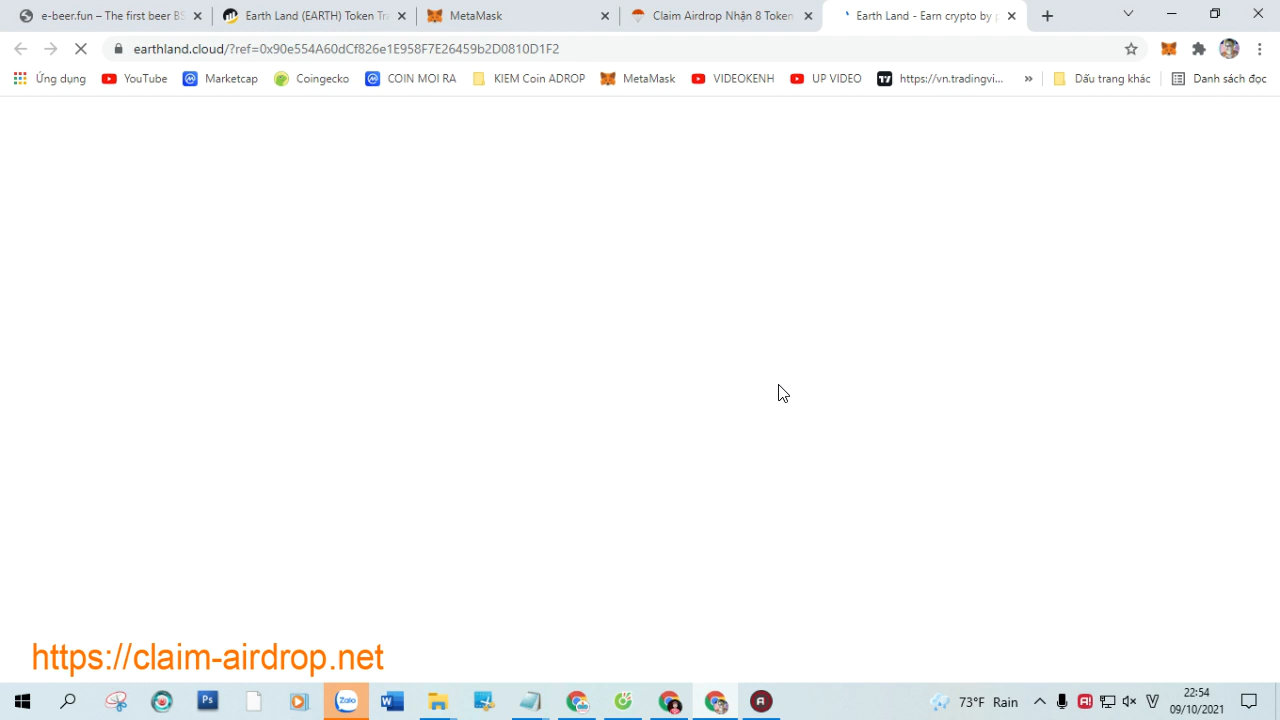 e-beer.fun – The first beer BS
Earth Land (EARTH) Token Tra
MetaMask
Claim Airdrop Nhận 8 Token
Earth Land - Earn crypto by p
earthland.cloud/?ref=0x90e554A60dCf826e1E958F7E26459b2D0810D1F2
Ứng dụng
YouTube
Marketcap
Coingecko
COIN MOI RA
KIEM Coin ADROP
MetaMask
VIDEOKENH
UP VIDEO
https://vn.tradingvi...
»
Dấu trang khác
Danh sách đọc
https://claim-airdrop.net
Ps
Zalo
W
73°F Rain
22:54
09/10/2021